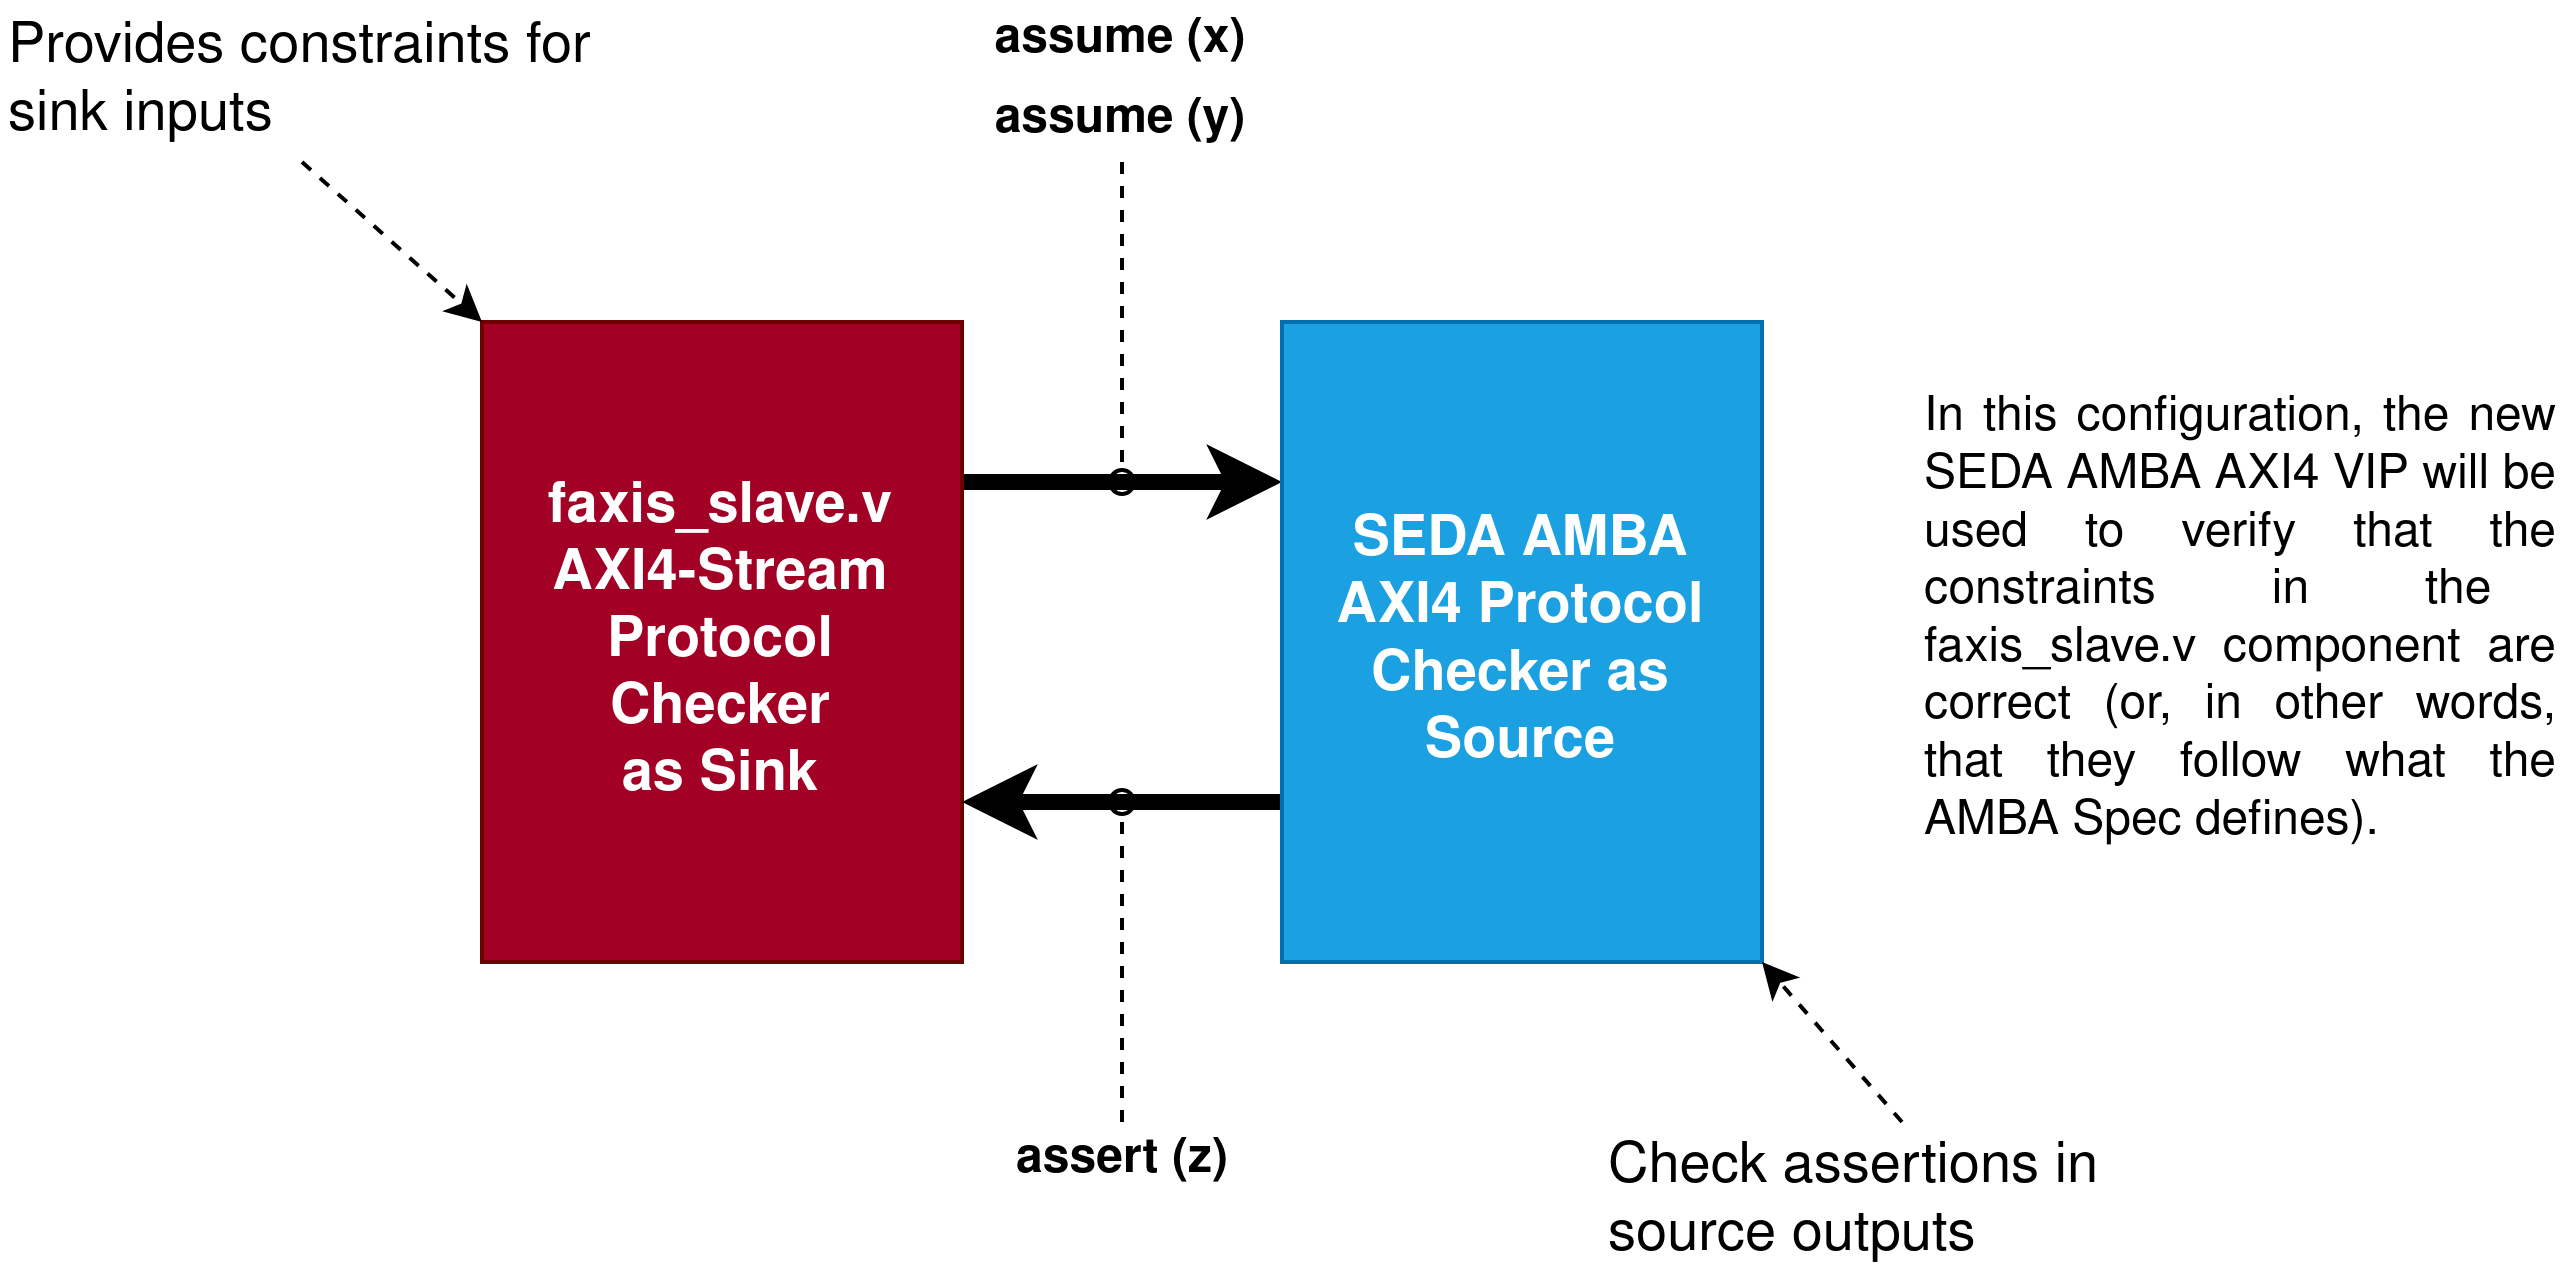 Provides constraints for
sink inputs
assume (x)
assume (y)
faxis_slave.v
AXI4-Stream
Protocol
Checker
as Sink
SEDA AMBA
AXI4 Protocol
Checker as
Source
In this configuration, the new
SEDA AMBA AXI4 VIP will be
used to verify that the
constraints in the
faxis_slave.v component are
correct (or, in other words,
that they follow what the
AMBA Spec defines).
assert (z)
Check assertions in
source outputs